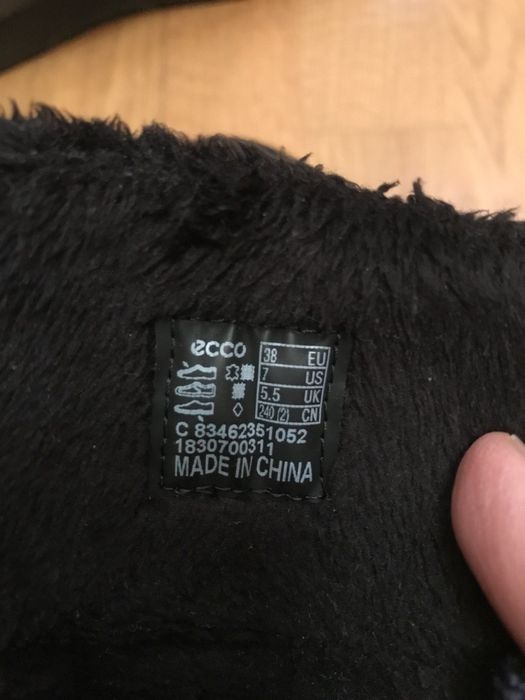 ecco
38 EU
7 US
5.5 UK
240 (2) CN
C 83462351052
1830700311
MADE IN CHINA